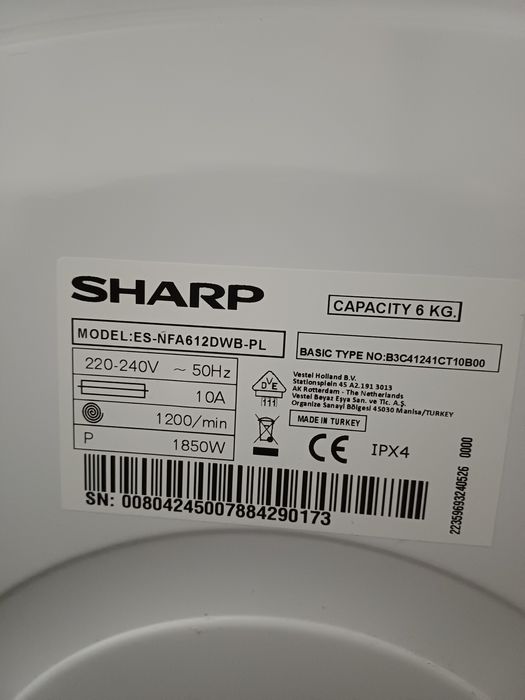 SHARP
CAPACITY 6 KG.
MODEL:ES-NFA612DWB-PL
BASIC TYPE NO:B3C41241CT10B00
220-240V ~ 50Hz
10A
1200/min
P 1850W
DVE
Vestel Holland B.V.
Stationsplein 45 A2.191 3013
AK Rotterdam - The Netherlands
Vestel Beyaz Eşya San. ve Tic. A.Ş.
Organize Sanayi Bölgesi 45030 Manisa/TURKEY
MADE IN TURKEY
CE IPX4
SN: 00804245007884290173
22359693240526 0000